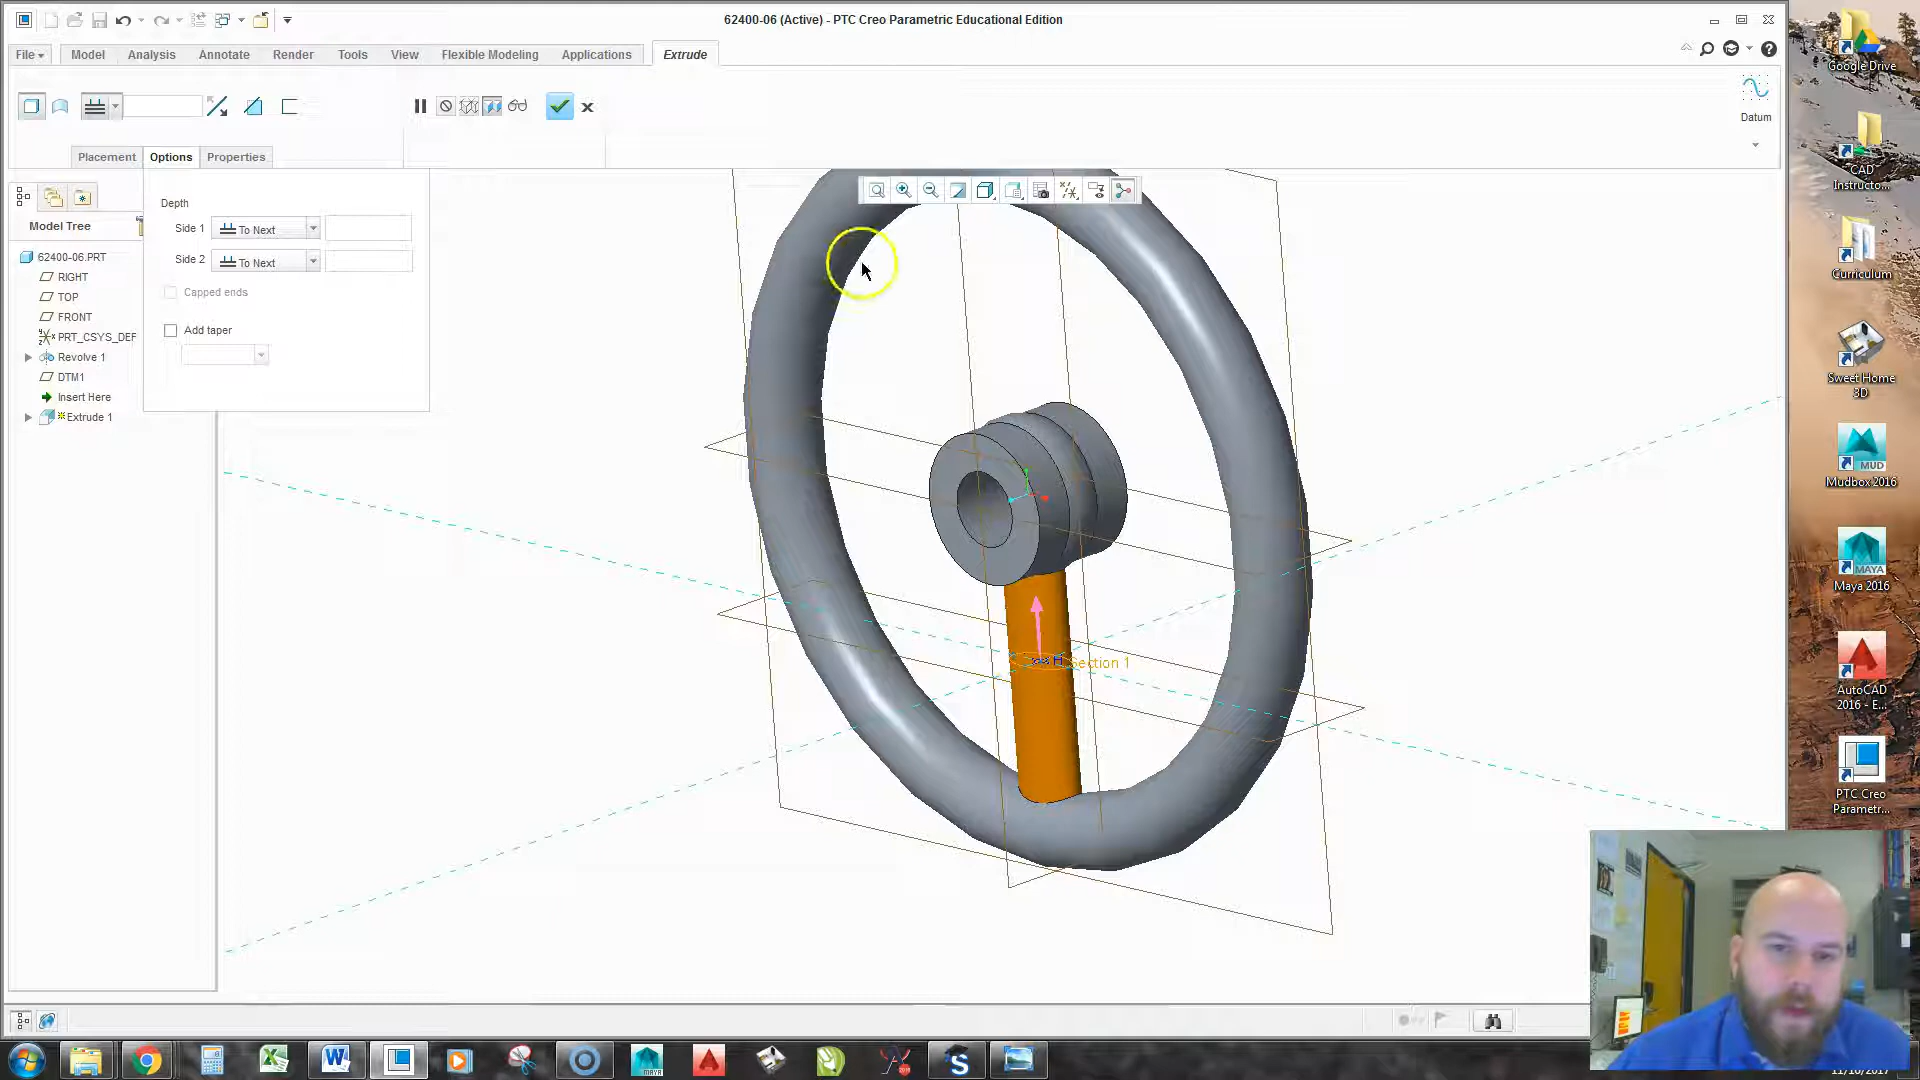 62400-06 (Active) - PTC Creo Parametric Educational Edition
File
Model
Analysis
Annotate
Render
Tools
View
Flexible Modeling
Applications
Extrude
Datum
Placement
Options
Properties
Model Tree
62400-06.PRT
RIGHT
TOP
FRONT
PRT_CSYS_DEF
Revolve 1
DTM1
Insert Here
Extrude 1
Depth
Side 1
To Next
Side 2
To Next
Capped ends
Add taper
Section 1
Google Drive
CAD
Instructo...
Curriculum
Sweet Home
3D
MUD
Mudbox 2016
MAYA
Maya 2016
AutoCAD
2016 - E...
PTC Creo
Parametr...